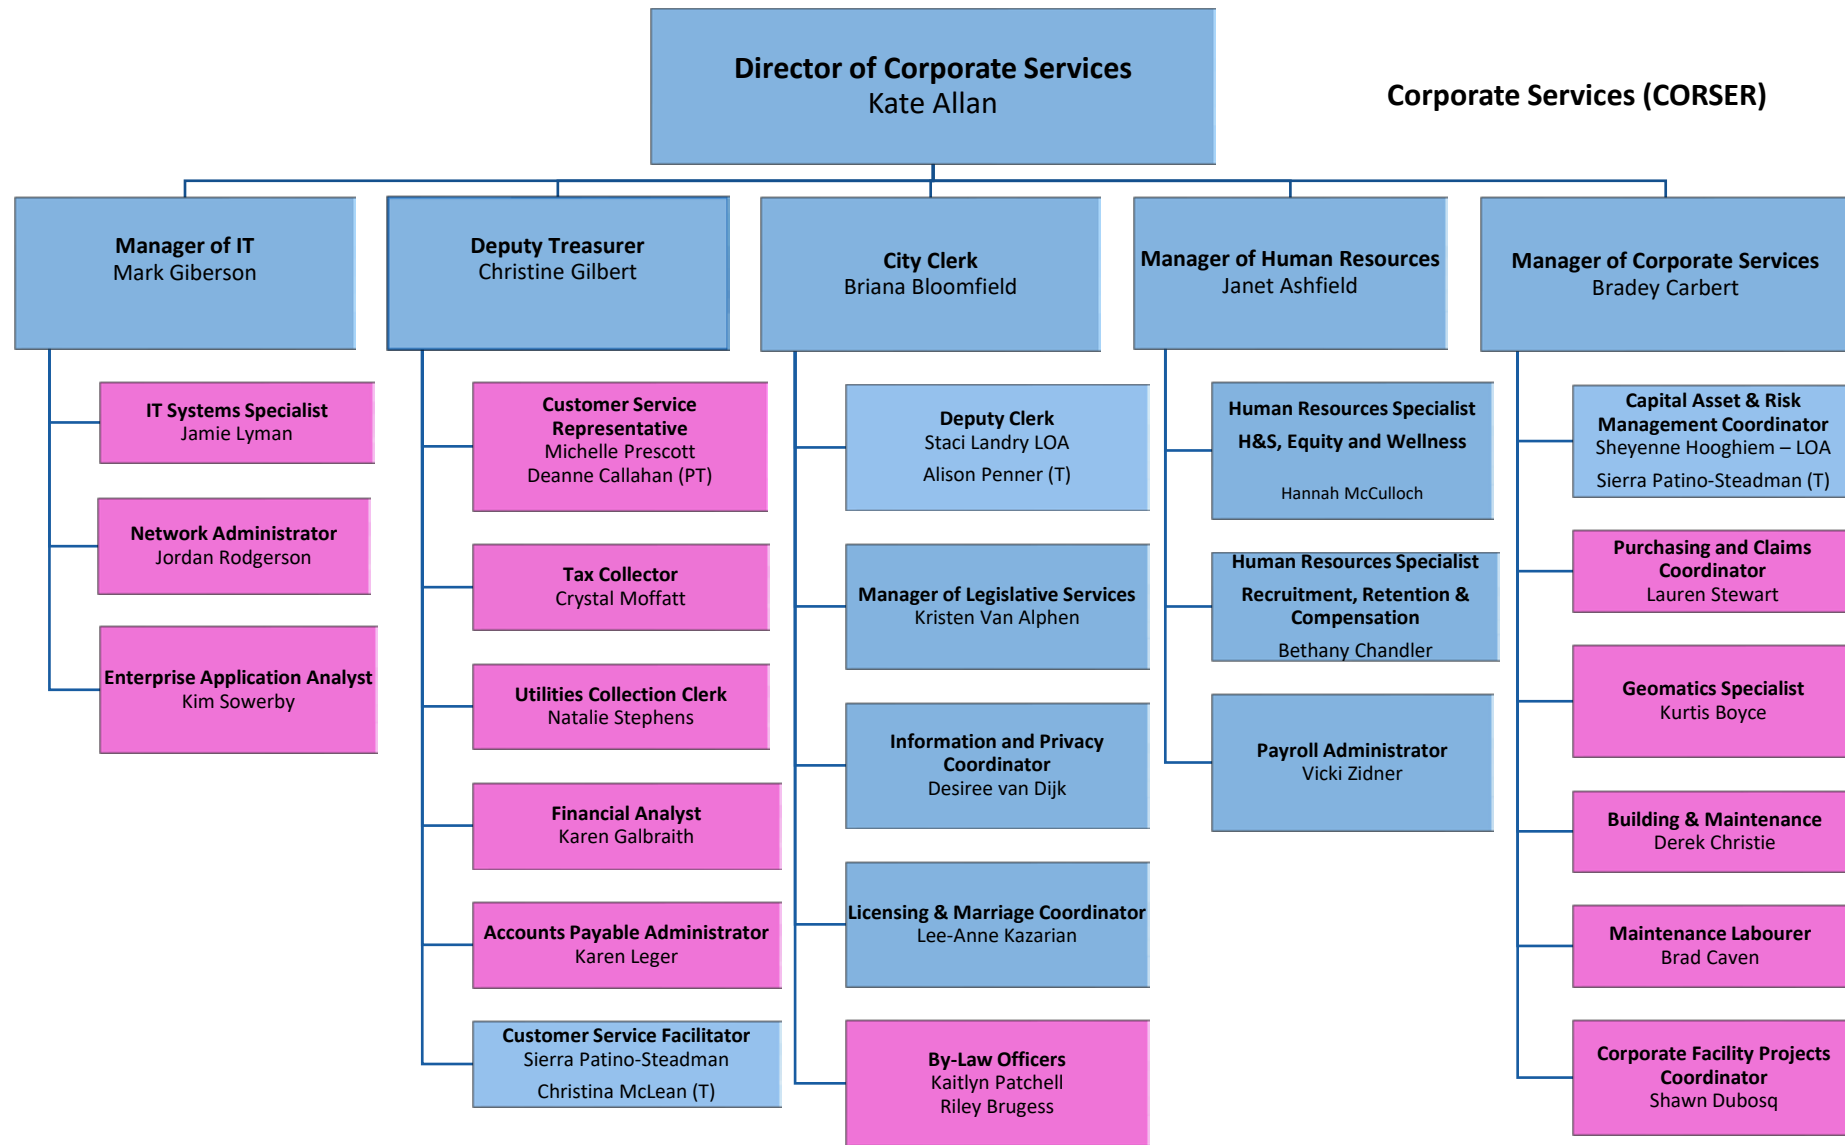 Director of Corporate Services
Kate Allan
Corporate Services (CORSER)
Manager of IT
Mark Giberson
Deputy Treasurer
Christine Gilbert
City Clerk
Briana Bloomfield
Manager of Human Resources
Janet Ashfield
Manager of Corporate Services
Bradey Carbert
IT Systems Specialist
Jamie Lyman
Network Administrator
Jordan Rodgerson
Enterprise Application Analyst
Kim Sowerby
Customer Service
Representative
Michelle Prescott
Deanne Callahan (PT)
Tax Collector
Crystal Moffatt
Utilities Collection Clerk
Natalie Stephens
Financial Analyst
Karen Galbraith
Accounts Payable Administrator
Karen Leger
Customer Service Facilitator
Sierra Patino-Steadman
Christina McLean (T)
Deputy Clerk
Staci Landry LOA
Alison Penner (T)
Manager of Legislative Services
Kristen Van Alphen
Information and Privacy
Coordinator
Desiree van Dijk
Licensing & Marriage Coordinator
Lee-Anne Kazarian
By-Law Officers
Kaitlyn Patchell
Riley Brugess
Human Resources Specialist
H&S, Equity and Wellness
Hannah McCulloch
Human Resources Specialist
Recruitment, Retention &
Compensation
Bethany Chandler
Payroll Administrator
Vicki Zidner
Capital Asset & Risk
Management Coordinator
Sheyenne Hooghiem – LOA
Sierra Patino-Steadman (T)
Purchasing and Claims
Coordinator
Lauren Stewart
Geomatics Specialist
Kurtis Boyce
Building & Maintenance
Derek Christie
Maintenance Labourer
Brad Caven
Corporate Facility Projects
Coordinator
Shawn Dubosq